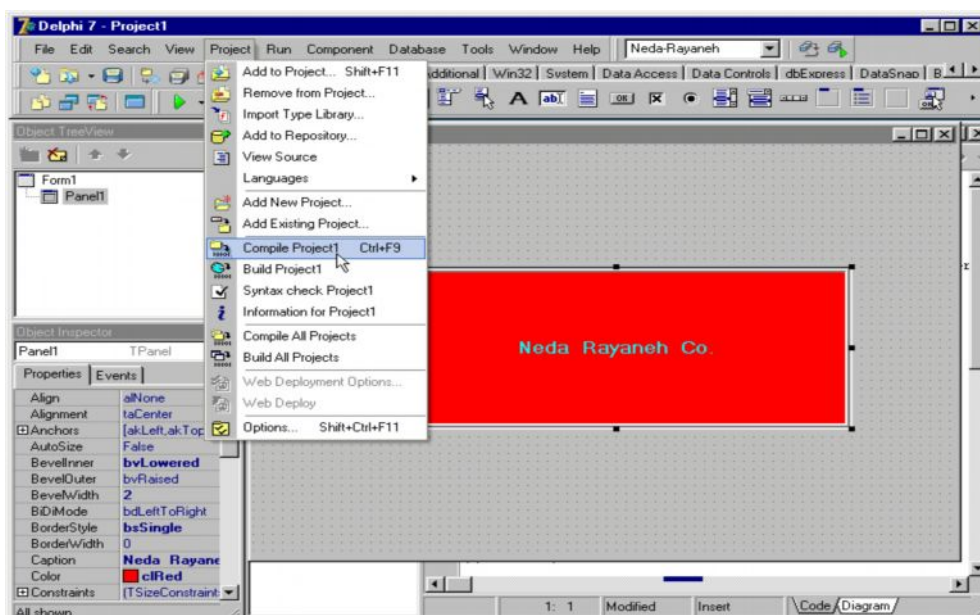 Delphi 7 - Project1
File Edit Search View Project Run Component Database Tools Window Help Neda-Rayaneh
Additional Win32 System Data Access Data Controls dbExpress DataSnap
Add to Project... Shift+F11
Remove from Project...
Import Type Library...
Add to Repository...
View Source
Languages
Add New Project...
Add Existing Project...
Compile Project1 Ctrl+F9
Build Project1
Syntax check Project1
Information for Project1
Compile All Projects
Build All Projects
Web Deployment Options...
Web Deploy
Options... Shift+Ctrl+F11
Object TreeView
Form1
Panel1
Object Inspector
Panel1 TPanel
Properties Events
Align alNone
Alignment taCenter
Anchors [akLeft,akTop
AutoSize False
BevelInner bvLowered
BevelOuter bvRaised
BevelWidth 2
BiDiMode bdLeftToRight
BorderStyle bsSingle
BorderWidth 0
Caption Neda Rayane
Color clRed
Constraints (TSizeConstraint
All shown
Neda Rayaneh Co.
1: 1 Modified Insert Code Diagram